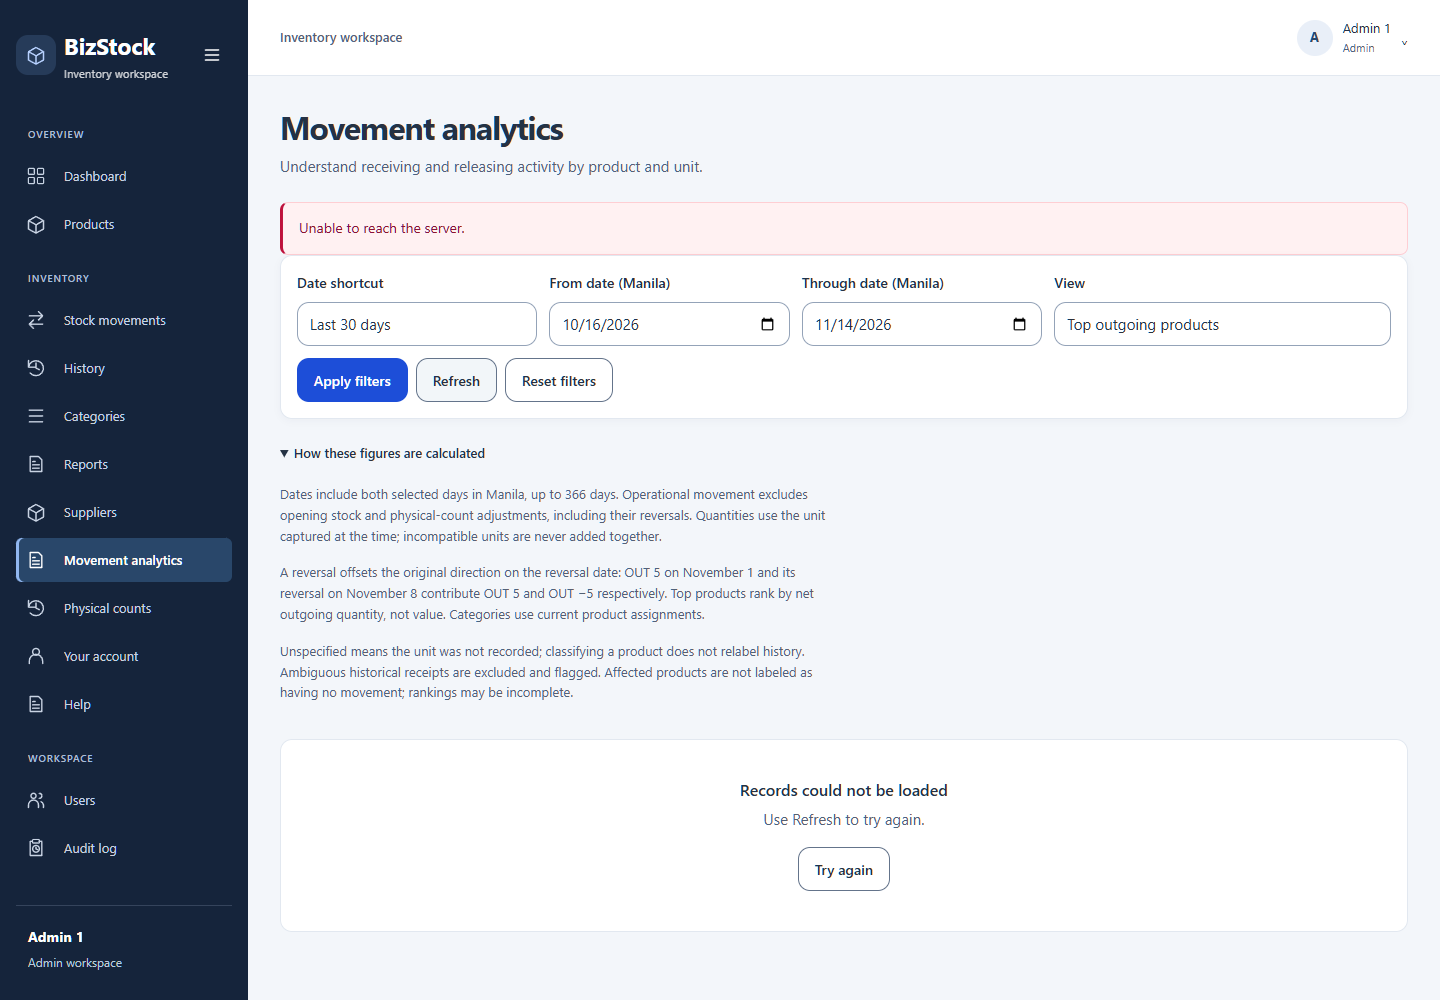 BizStock
Inventory workspace
OVERVIEW
Dashboard
Products
INVENTORY
Stock movements
History
Categories
Reports
Suppliers
Movement analytics
Physical counts
Your account
Help
WORKSPACE
Users
Audit log
Admin 1
Admin workspace
Inventory workspace
A
Admin 1
Admin
Movement analytics
Understand receiving and releasing activity by product and unit.
Unable to reach the server.
Date shortcut
Last 30 days
From date (Manila)
10/16/2026
Through date (Manila)
11/14/2026
View
Top outgoing products
Apply filters
Refresh
Reset filters
▼ How these figures are calculated
Dates include both selected days in Manila, up to 366 days. Operational movement excludes
opening stock and physical-count adjustments, including their reversals. Quantities use the unit
captured at the time; incompatible units are never added together.
A reversal offsets the original direction on the reversal date: OUT 5 on November 1 and its
reversal on November 8 contribute OUT 5 and OUT −5 respectively. Top products rank by net
outgoing quantity, not value. Categories use current product assignments.
Unspecified means the unit was not recorded; classifying a product does not relabel history.
Ambiguous historical receipts are excluded and flagged. Affected products are not labeled as
having no movement; rankings may be incomplete.
Records could not be loaded
Use Refresh to try again.
Try again